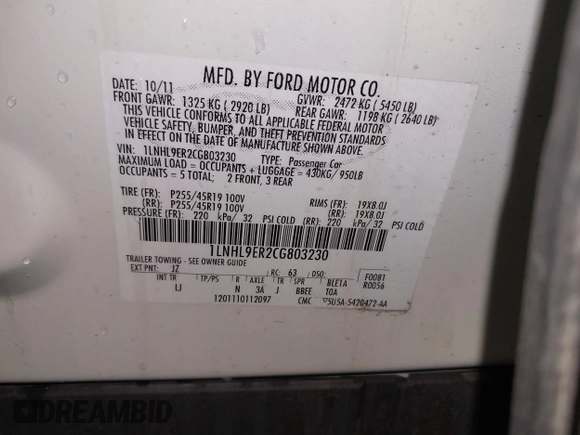 MFD. BY FORD MOTOR CO.
DATE: 10/11 GVWR: 2472 KG ( 5450 LB)
FRONT GAWR: 1325 KG ( 2920 LB) REAR GAWR: 1198 KG ( 2640 LB)
THIS VEHICLE CONFORMS TO ALL APPLICABLE FEDERAL MOTOR
VEHICLE SAFETY, BUMPER, AND THEFT PREVENTION STANDARDS
IN EFFECT ON THE DATE OF MANUFACTURE SHOWN ABOVE.
VIN: 1LNHL9ER2CG803230 TYPE: Passenger Car
MAXIMUM LOAD = OCCUPANTS + LUGGAGE = 430KG/ 950LB
OCCUPANTS = 5 TOTAL; 2 FRONT, 3 REAR
TIRE (FR): P255/45R19 100V RIMS (FR): 19X8.0J
(RR): P255/45R19 100V (RR): 19X8.0J
PRESSURE (FR): 220 kPa/ 32 PSI COLD (RR): 220 kPa/ 32 PSI COLD
1LNHL9ER2CG803230
TRAILER TOWING - SEE OWNER GUIDE
EXT PNT: JZ RC: 63 DSO: F0081
INT TR TP/PS R AXLE TR SPR BLE1A R0056
LJ N 3A J BBEE TOA
1201110112097 CMC 5U5A-5420472-AA
DREAMBID